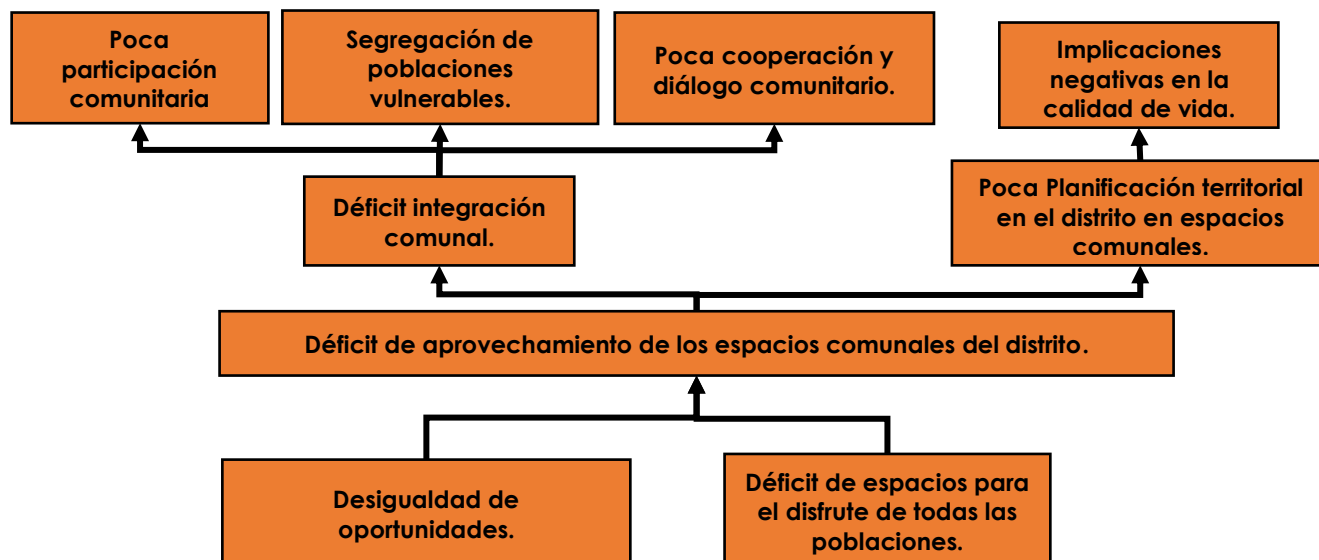 Poca
participación
comunitaria
Segregación de
poblaciones
vulnerables.
Poca cooperación y
diálogo comunitario.
Implicaciones
negativas en la
calidad de vida.
Déficit integración
comunal.
Poca Planificación territorial
en el distrito en espacios
comunales.
Déficit de aprovechamiento de los espacios comunales del distrito.
Desigualdad de
oportunidades.
Déficit de espacios para
el disfrute de todas las
poblaciones.